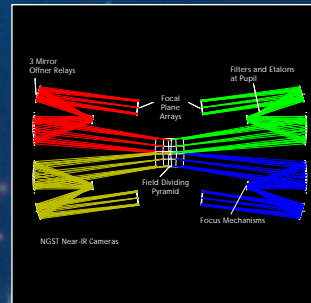 3 Mirror
Offner Relays
Filters and Etalons
at Pupil
Focal
Plane
Arrays
Field Dividing
Pyramid
Focus Mechanisms
NGST Near-IR Cameras